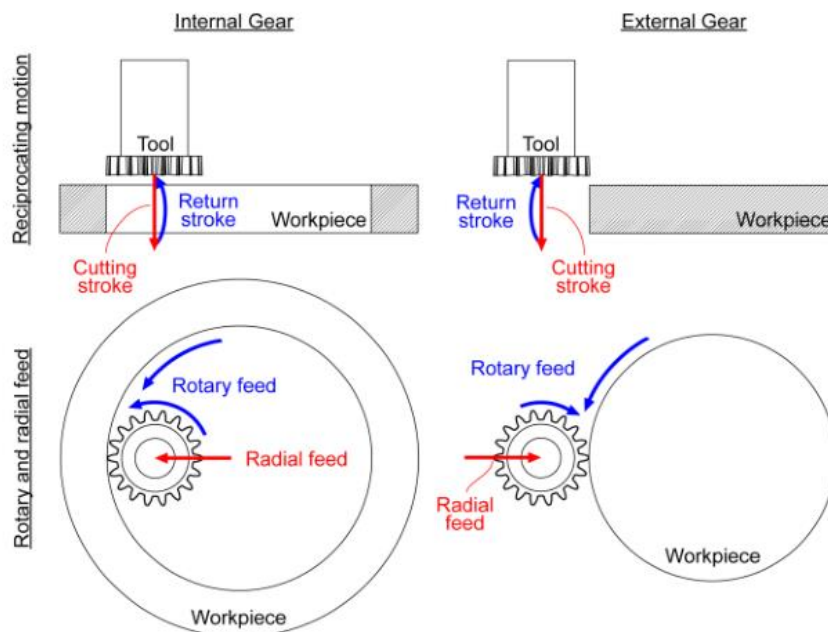 Internal Gear
External Gear
Reciprocating motion
Tool
Return
stroke
Workpiece
Cutting
stroke
Tool
Return
stroke
Workpiece
Cutting
stroke
Rotary and radial feed
Rotary feed
Radial feed
Workpiece
Rotary feed
Radial
feed
Workpiece